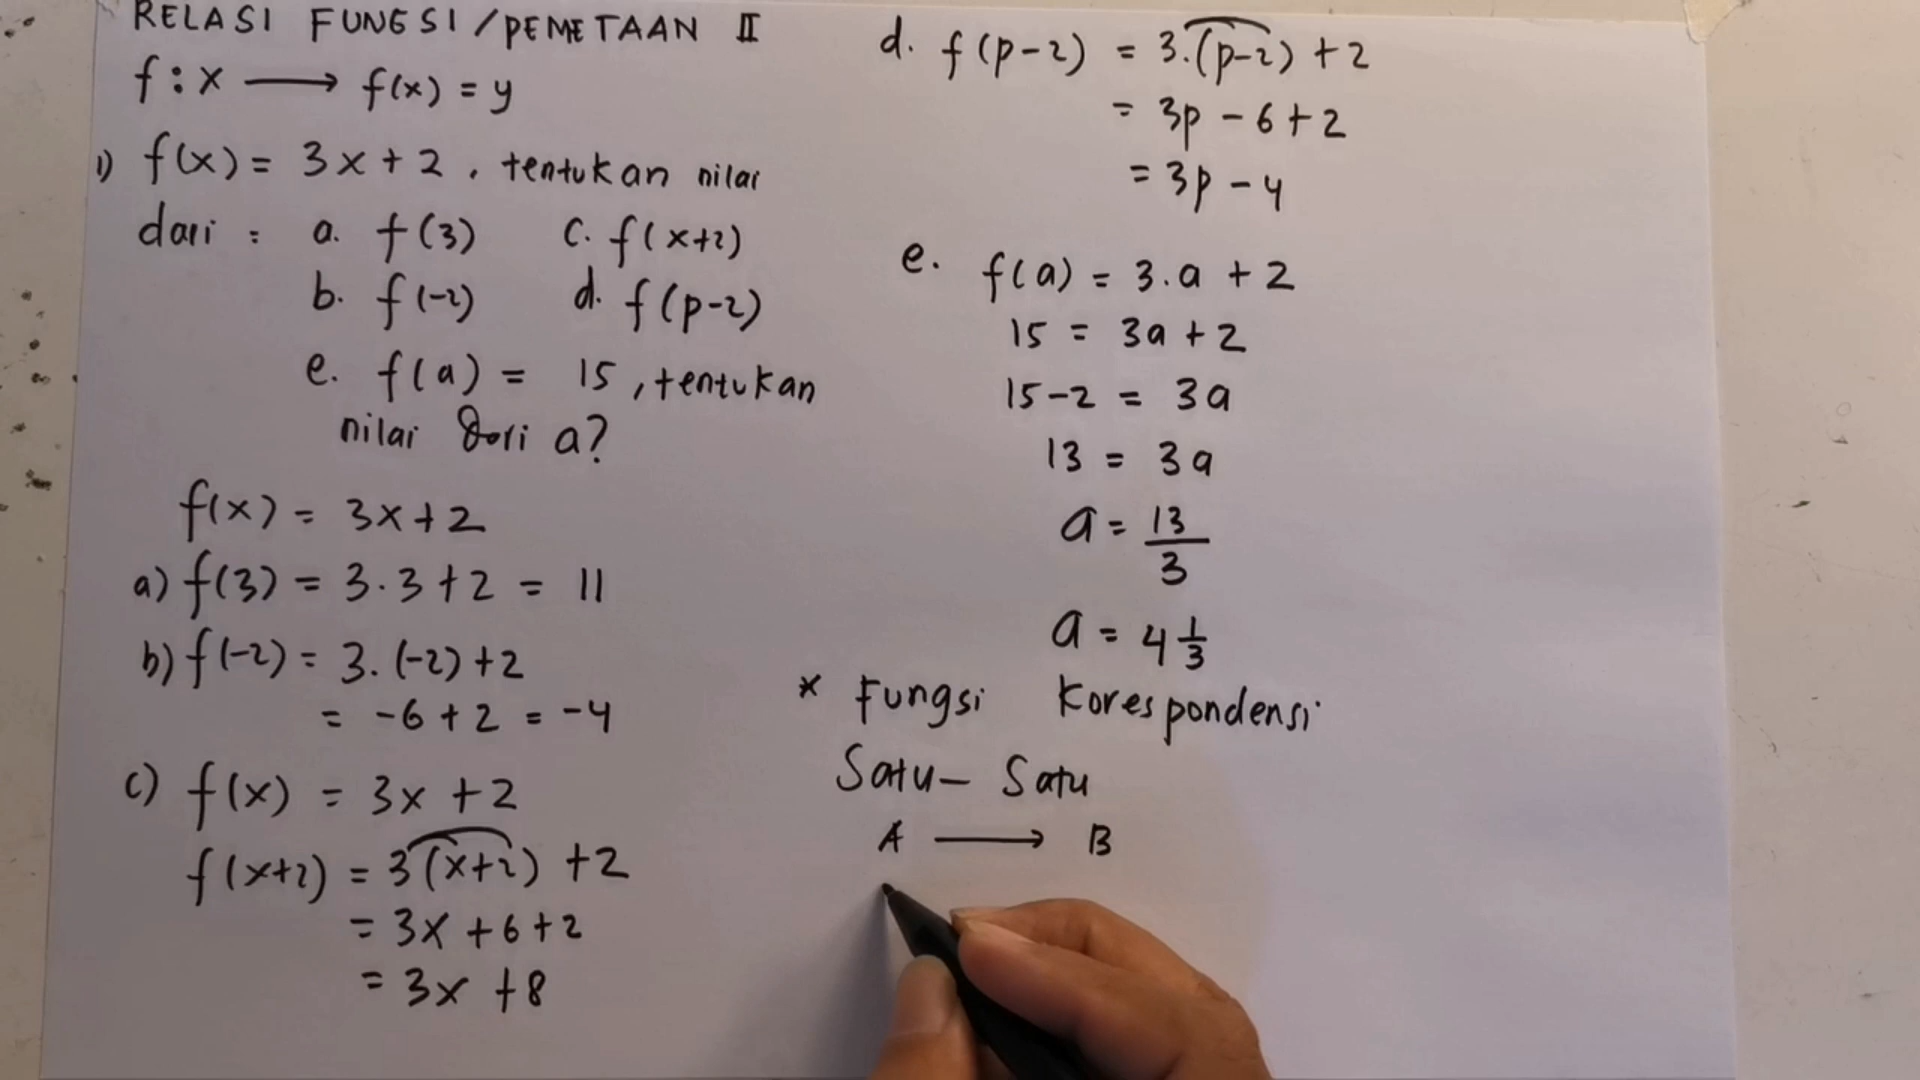 RELASI FUNGSI/PEMETAAN II
f : x ⟶ f(x) = y
1) f(x) = 3x + 2 , tentukan nilai
dari : a. f(3) c. f(x+2)
b. f(-2) d. f(p-2)
e. f(a) = 15 , tentukan
nilai dari a?
f(x) = 3x + 2
a) f(3) = 3 . 3 + 2 = 11
b) f(-2) = 3 . (-2) + 2
= -6 + 2 = -4
c) f(x) = 3x + 2
f(x+2) = 3(x+2) + 2
= 3x + 6 + 2
= 3x + 8
d. f(p-2) = 3.(p-2) + 2
= 3p - 6 + 2
= 3p - 4
e. f(a) = 3.a + 2
15 = 3a + 2
15 - 2 = 3a
13 = 3a
a = 13/3
a = 4 1/3
* Fungsi Korespondensi
Satu - Satu
A ⟶ B